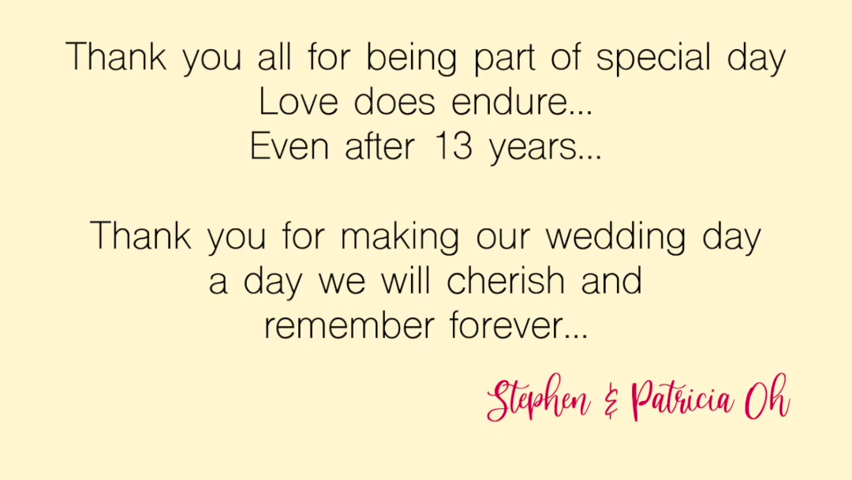 Thank you all for being part of special day
Love does endure...
Even after 13 years...
Thank you for making our wedding day
a day we will cherish and
remember forever...
Stephen & Patricia Oh